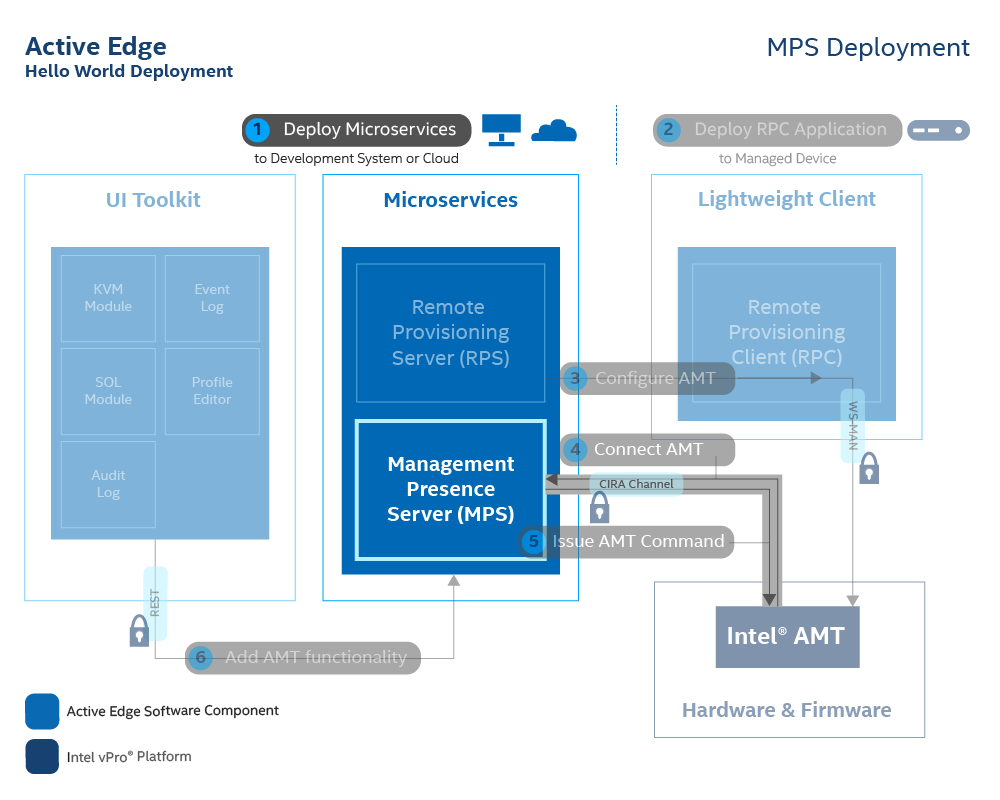 Active Edge
Hello World Deployment
MPS Deployment
1 Deploy Microservices
to Development System or Cloud
2 Deploy RPC Application
to Managed Device
UI Toolkit
KVM
Module
Event
Log
SOL
Module
Profile
Editor
Audit
Log
Microservices
Remote
Provisioning
Server (RPS)
Management
Presence
Server (MPS)
Lightweight Client
Remote
Provisioning
Client (RPC)
3 Configure AMT
WS-MAN
4 Connect AMT
CIRA Channel
5 Issue AMT Command
REST
6 Add AMT functionality
Intel® AMT
Hardware & Firmware
Active Edge Software Component
Intel vPro® Platform